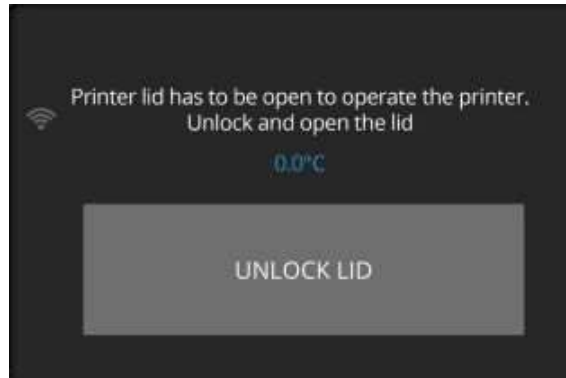 Printer lid has to be open to operate the printer.
Unlock and open the lid
0.0°C
UNLOCK LID